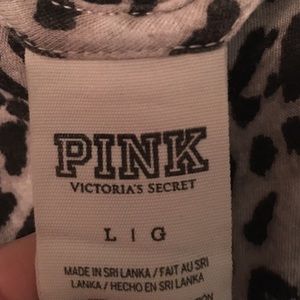 PINK
VICTORIA'S SECRET
L | G
MADE IN SRI LANKA / FAIT AU SRI
LANKA / HECHO EN SRI LANKA